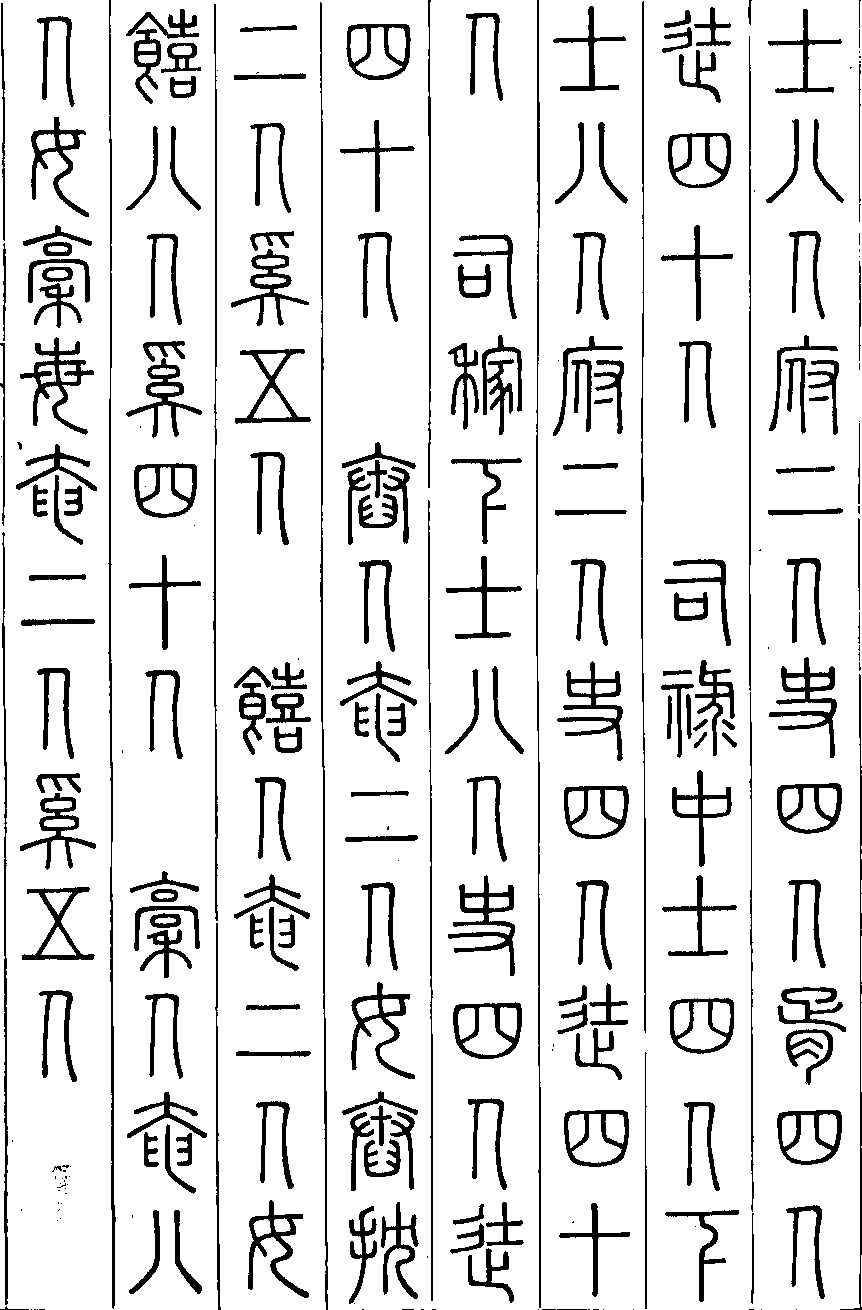 士八人府二人史四人胥四人
徒四十人　司祿中士四人下
士八人府二人史四人徒四十
人　司稼下士八人史四人徒
四十人　舂人奄二人女舂抌
二人奚五人　饎人奄二人女
饎八人奚四十人　槀人奄八
人女槀每奄二人奚五人